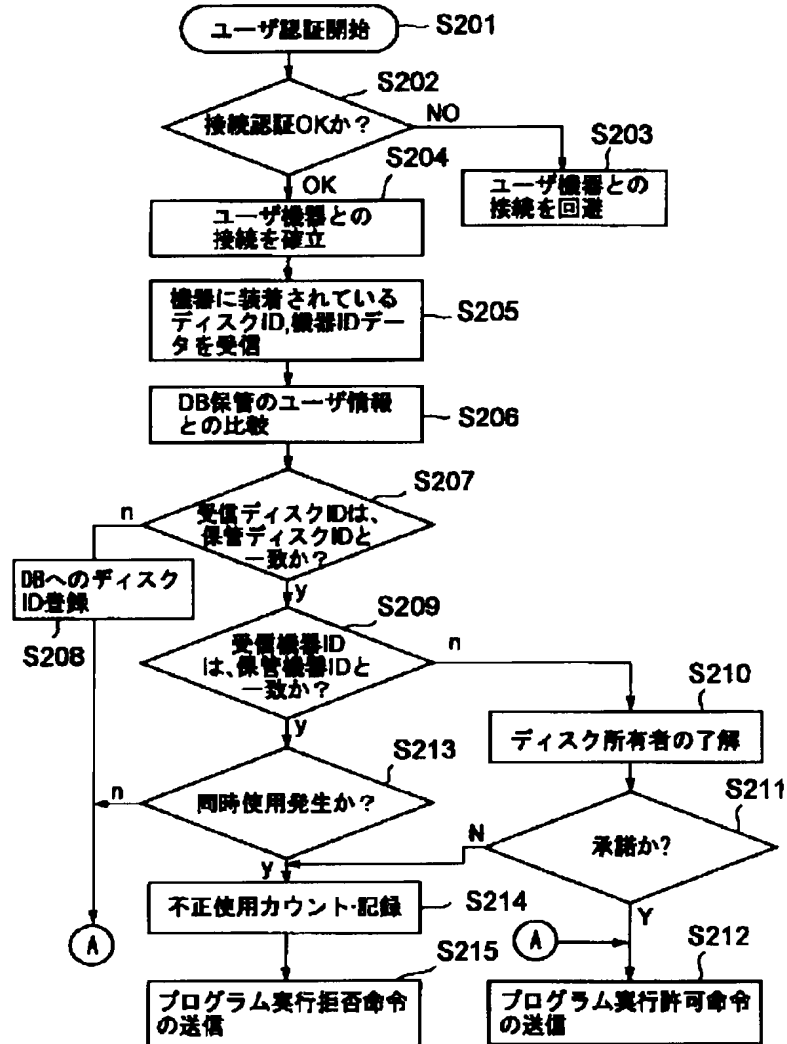 ユーザ認証開始
S201
S202
接続認証OKか？
NO
S203
ユーザ機器との
接続を回避
OK
S204
ユーザ機器との
接続を確立
機器に装着されている
ディスクID,機器IDデー
タを受信
S205
DB保管のユーザ情報
との比較
S206
S207
受信ディスクIDは、
保管ディスクIDと
一致か？
n
y
DBへのディスク
ID登録
S208
S209
受信機器ID
は、保管機器IDと
一致か？
n
y
S210
ディスク所有者の了解
S213
同時使用発生か？
n
y
S211
承諾か?
N
Y
不正使用カウント・記録
S214
A
A
S215
プログラム実行拒否命令
の送信
S212
プログラム実行許可命令
の送信